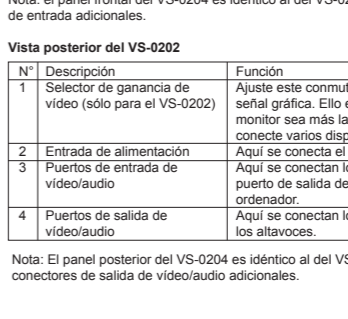 Nota: el panel frontal del VS-0204 es idéntico al del VS-02
de entrada adicionales.
Vista posterior del VS-0202
N° Descripción Función
1 Selector de ganancia de Ajuste este conmut
vídeo (sólo para el VS-0202) señal gráfica. Ello e
monitor sea más la
conecte varios disp
2 Entrada de alimentación Aquí se conecta el
3 Puertos de entrada de Aquí se conectan lo
vídeo/audio puerto de salida de
ordenador.
4 Puertos de salida de Aquí se conectan lo
vídeo/audio los altavoces.
Nota: El panel posterior del VS-0204 es idéntico al del VS
conectores de salida de vídeo/audio adicionales.